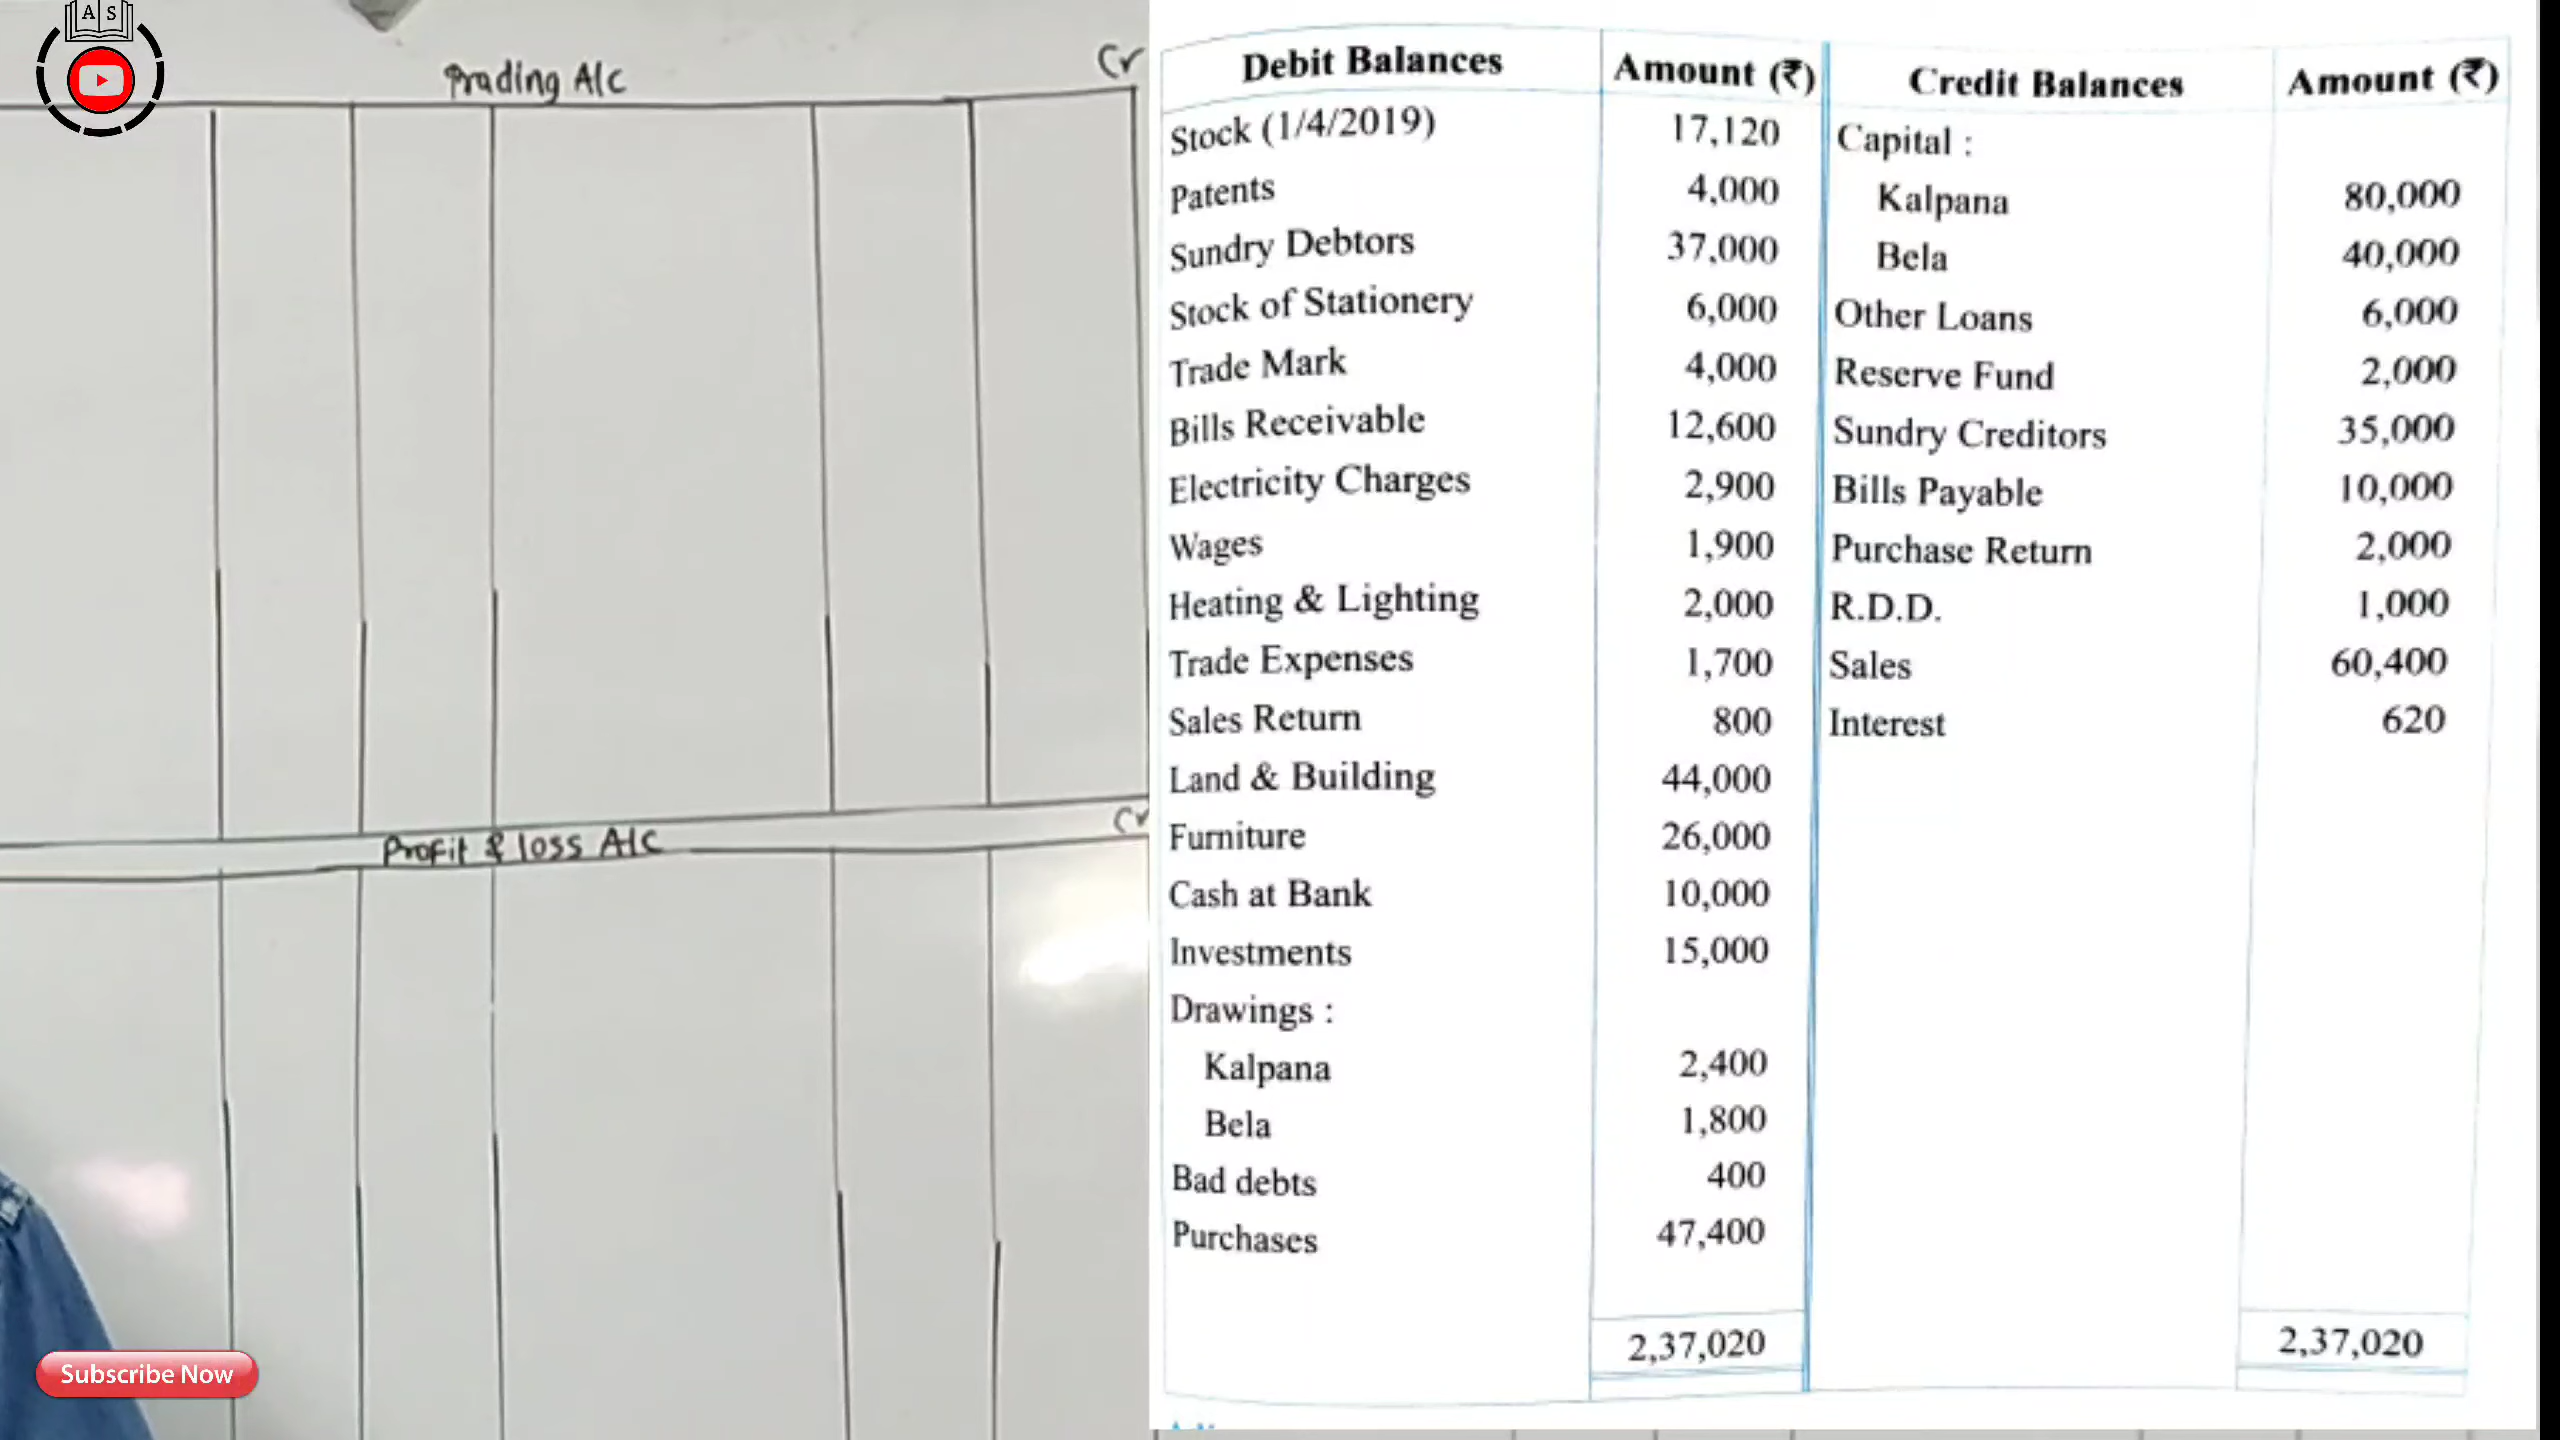 A S
Trading A/c
Cr
Profit & loss A/c
Cr
Subscribe Now
Debit Balances Amount (₹) Credit Balances Amount (₹)
Stock (1/4/2019) 17,120 Capital :
Patents 4,000 Kalpana 80,000
Sundry Debtors 37,000 Bela 40,000
Stock of Stationery 6,000 Other Loans 6,000
Trade Mark 4,000 Reserve Fund 2,000
Bills Receivable 12,600 Sundry Creditors 35,000
Electricity Charges 2,900 Bills Payable 10,000
Wages 1,900 Purchase Return 2,000
Heating & Lighting 2,000 R.D.D. 1,000
Trade Expenses 1,700 Sales 60,400
Sales Return 800 Interest 620
Land & Building 44,000
Furniture 26,000
Cash at Bank 10,000
Investments 15,000
Drawings :
Kalpana 2,400
Bela 1,800
Bad debts 400
Purchases 47,400
2,37,020 2,37,020